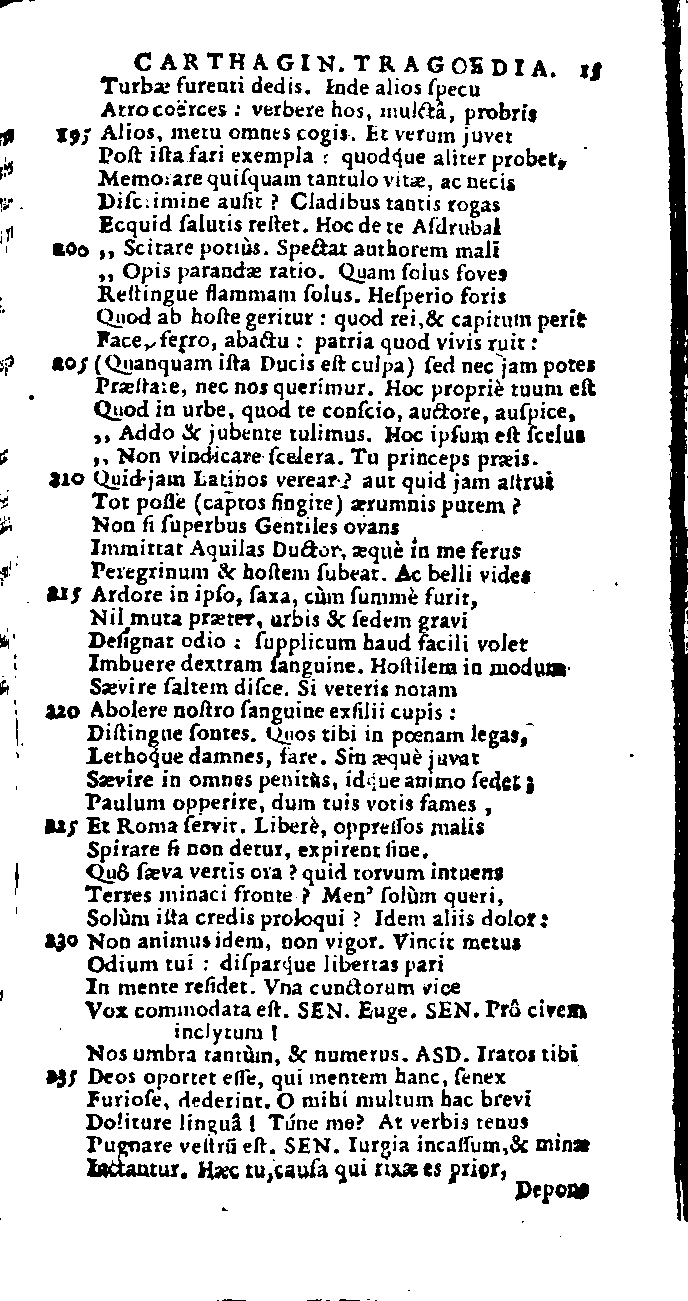 CARTHAGIN. TRAGOEDIA. 15
Turbæ furenti dedis. Inde alios ſpecu
Atro coërces : verbere hos, mulctâ, probris
195 Alios, metu omnes cogis. Et verum juvet
Poſt iſta fari exempla : quodque aliter probet,
Memorare quiſquam tantulo vitæ, ac necis
Diſcrimine auſit ? Cladibus tantis rogas
Ecquid ſalutis reſtet. Hoc de te Aſdrubal
200 ,, Scitare potiùs. Spectat authorem mali
,, Opis parandæ ratio. Quam ſolus foves
Reſtingue flammam ſolus. Heſperio foris
Quod ab hoſte geritur : quod rei, & capitum perit
Face, ferro, abactu : patria quod vivis ruit :
205 (Quanquam iſta Ducis eſt culpa) ſed nec jam potes
Præſtare, nec nos querimur. Hoc propriè tuum eſt
Quod in urbe, quod te conſcio, auctore, auſpice,
,, Addo & jubente tulimus. Hoc ipſum eſt ſcelus
,, Non vindicare ſcelera. Tu princeps præis.
210 Quid jam Latinos verear ? aut quid jam aſtrui
Tot poſſe (captos fingite) ærumnis putem ?
Non ſi ſuperbus Gentiles ovans
Immittat Aquilas Ductor, æquè in me ferus
Peregrinum & hoſtem ſubeat. Ac belli vides
215 Ardore in ipſo, ſaxa, cùm ſummè furit,
Nil muta præter, urbis & ſedem gravi
Deſignat odio : ſupplicum haud facili volet
Imbuere dextram ſanguine. Hoſtilem in modum
Sævire ſaltem diſce. Si veteris notam
220 Abolere noſtro ſanguine exſilii cupis :
Diſtingue ſontes. Quos tibi in pœnam legas,
Lethoque damnes, fare. Sin æquè juvat
Sævire in omnes penitùs, idque animo ſedet ;
Paulum opperire, dum tuis votis fames ,
225 Et Roma ſervit. Liberè, oppreſſos malis
Spirare ſi non detur, expirent ſine.
Quò ſæva vertis ora ? quid torvum intuens
Terres minaci fronte ? Men' ſolùm queri,
Solùm iſta credis proloqui ? Idem aliis dolor :
230 Non animus idem, non vigor. Vincit metus
Odium tui : diſparque libertas pari
In mente reſidet. Vna cunctorum vice
Vox commodata eſt. SEN. Euge. SEN. Prô civem
inclytum !
Nos umbra tantùm, & numerus. ASD. Iratos tibi
235 Deos oportet eſſe, qui mentem hanc, ſenex
Furioſe, dederint. O mihi multum hac brevi
Doliture linguâ ! Túne me? At verbis tenus
Pugnare veſtrũ eſt. SEN. Iurgia incaſſum, & minæ
Iactantur. Hæc tu, cauſa qui rixæ es prior,
Depone